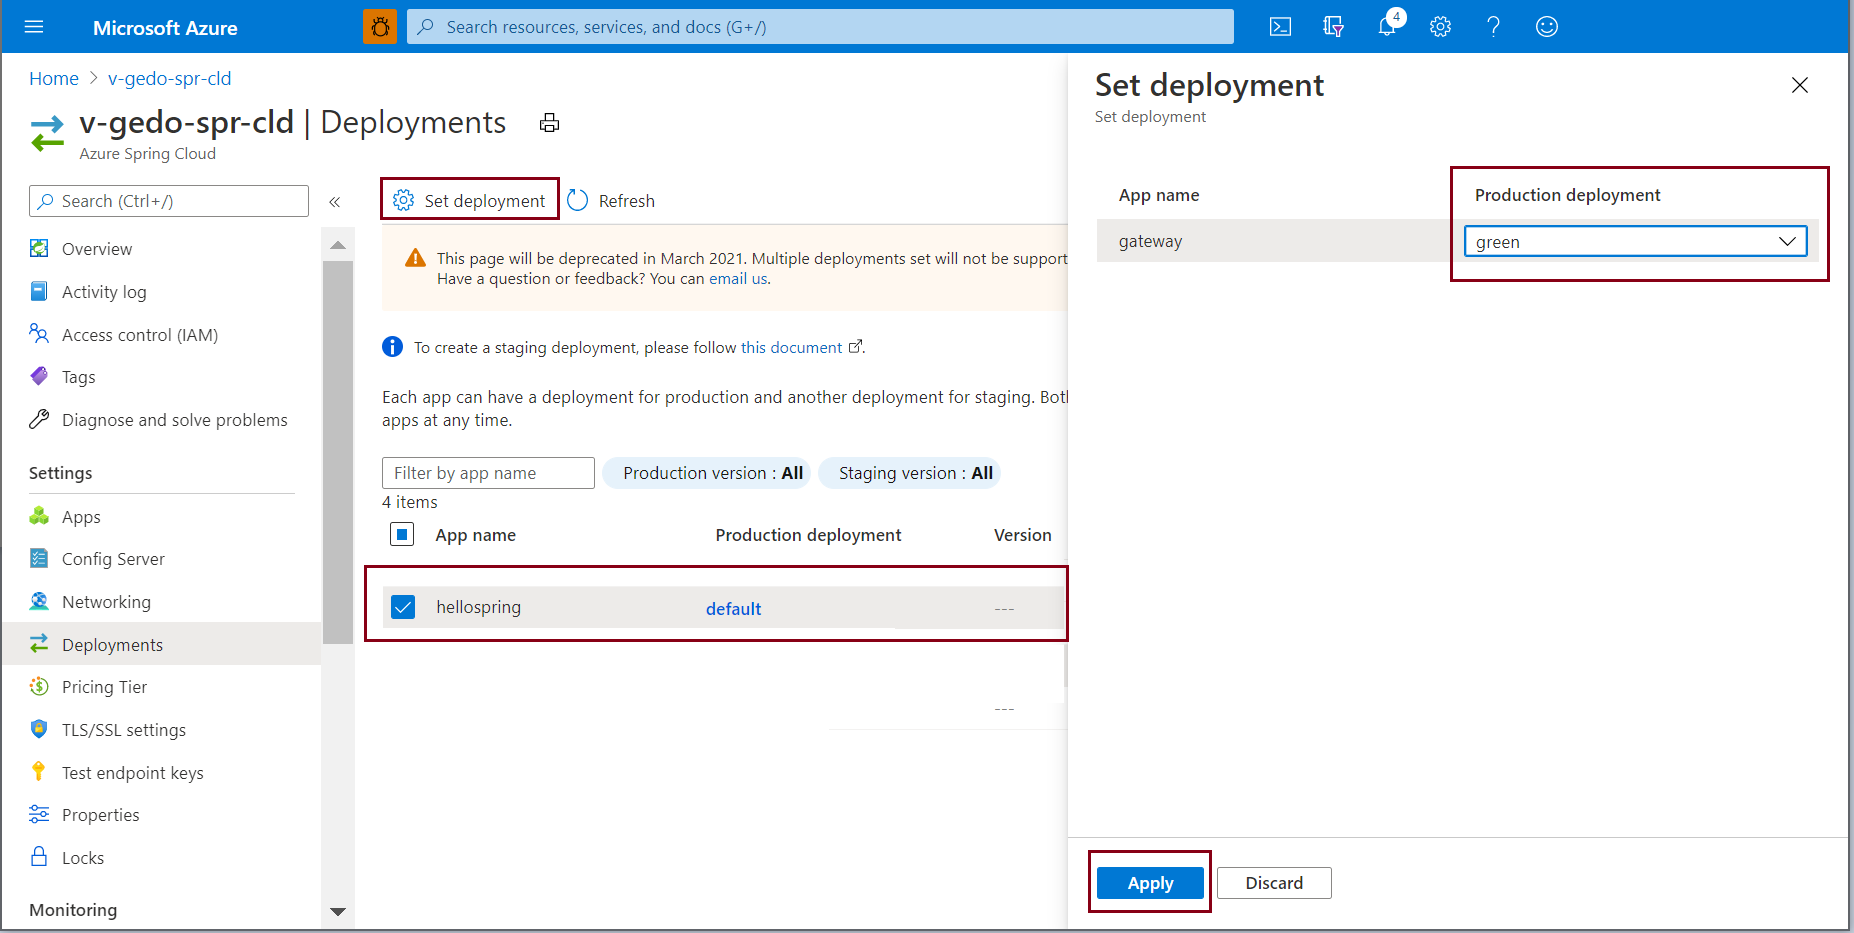 Microsoft Azure
Search resources, services, and docs (G+/)
4
Home > v-gedo-spr-cld
v-gedo-spr-cld | Deployments
Azure Spring Cloud
Search (Ctrl+/)
«
Overview
Activity log
Access control (IAM)
Tags
Diagnose and solve problems
Settings
Apps
Config Server
Networking
Deployments
Pricing Tier
TLS/SSL settings
Test endpoint keys
Properties
Locks
Monitoring
Set deployment
Refresh
This page will be deprecated in March 2021. Multiple deployments set will not be support
Have a question or feedback? You can email us.
To create a staging deployment, please follow this document.
Each app can have a deployment for production and another deployment for staging. Both
apps at any time.
Filter by app name
Production version : All
Staging version : All
4 items
App name Production deployment Version
hellospring default ---
---
Set deployment
Set deployment
App name Production deployment
gateway green
Apply
Discard